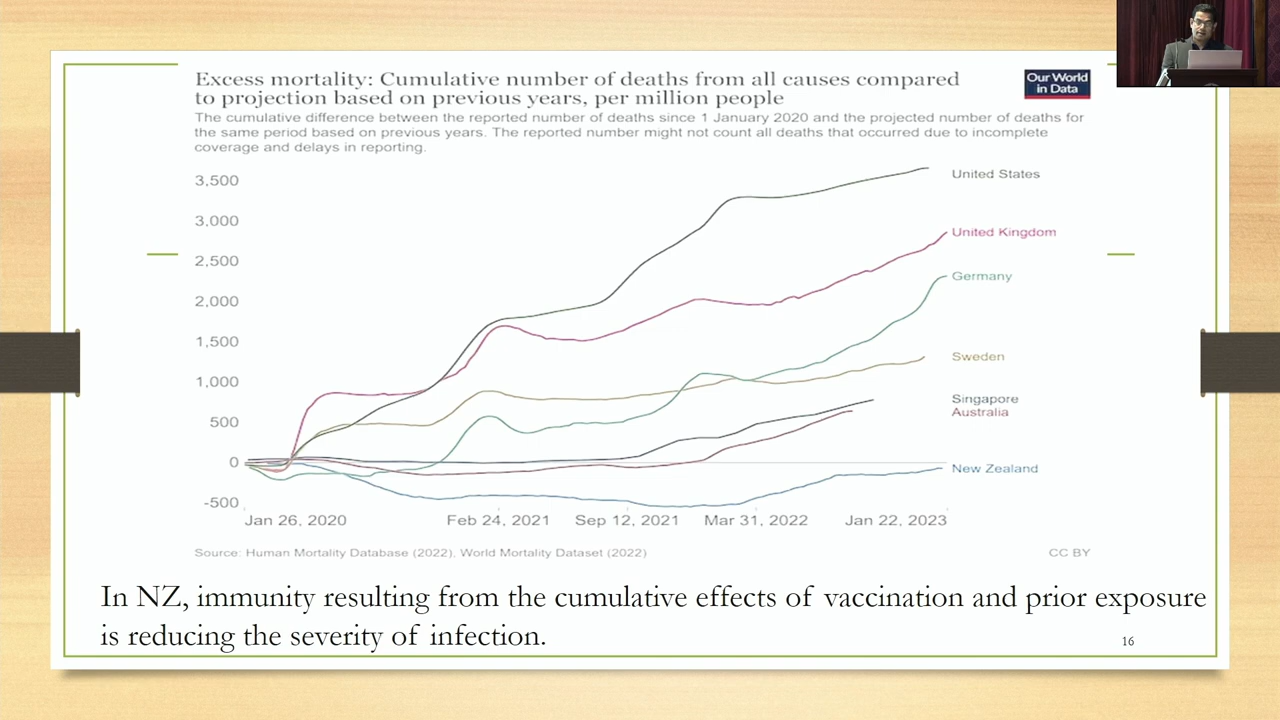 Excess mortality: Cumulative number of deaths from all causes compared
to projection based on previous years, per million people
Our World
in Data
The cumulative difference between the reported number of deaths since 1 January 2020 and the projected number of deaths for
the same period based on previous years. The reported number might not count all deaths that occurred due to incomplete
coverage and delays in reporting.
3,500
3,000
2,500
2,000
1,500
1,000
500
0
-500
United States
United Kingdom
Germany
Sweden
Singapore
Australia
New Zealand
Jan 26, 2020 Feb 24, 2021 Sep 12, 2021 Mar 31, 2022 Jan 22, 2023
Source: Human Mortality Database (2022), World Mortality Dataset (2022) CC BY
In NZ, immunity resulting from the cumulative effects of vaccination and prior exposure
is reducing the severity of infection.
16